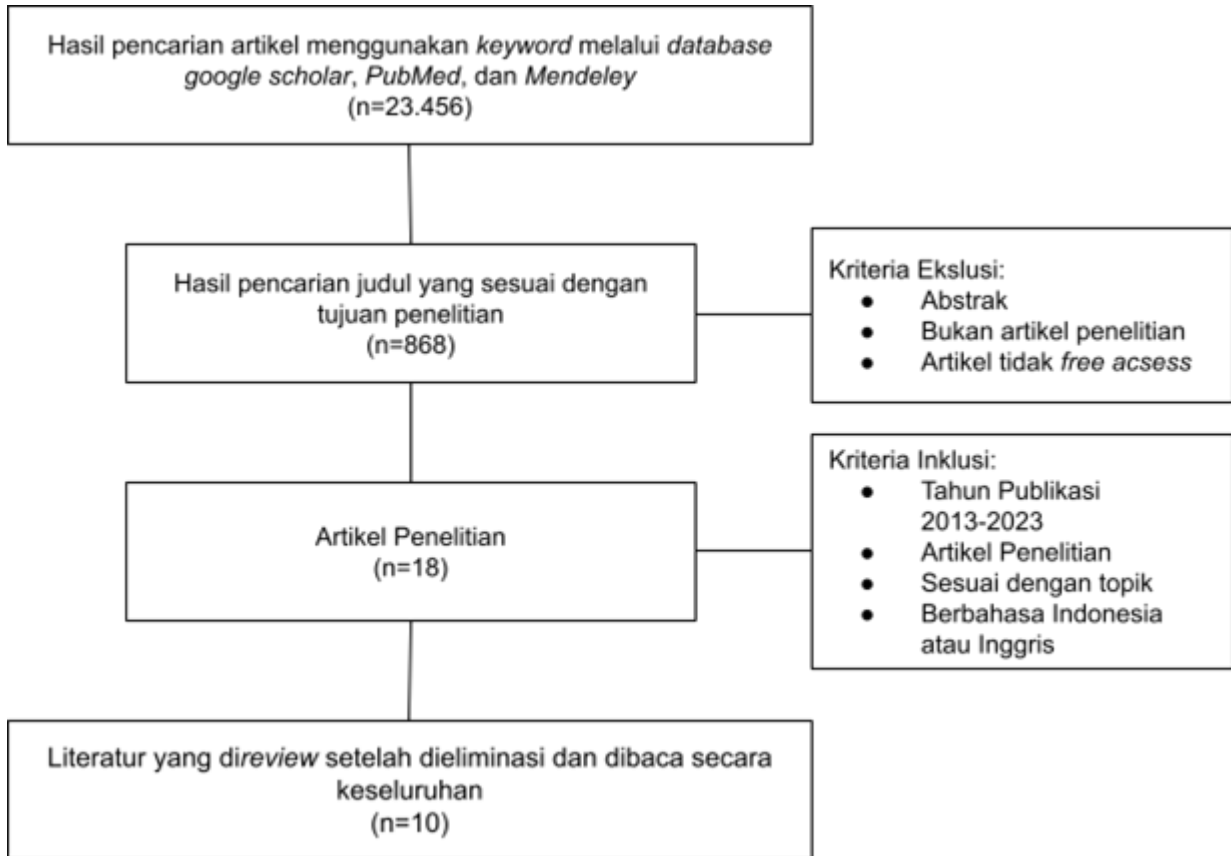 Hasil pencarian artikel menggunakan keyword melalui database
google scholar, PubMed, dan Mendeley
(n=23.456)
Hasil pencarian judul yang sesuai dengan
tujuan penelitian
(n=868)
Kriteria Ekslusi:
● Abstrak
● Bukan artikel penelitian
● Artikel tidak free acsess
Artikel Penelitian
(n=18)
Kriteria Inklusi:
● Tahun Publikasi
2013-2023
● Artikel Penelitian
● Sesuai dengan topik
● Berbahasa Indonesia
atau Inggris
Literatur yang direview setelah dieliminasi dan dibaca secara
keseluruhan
(n=10)